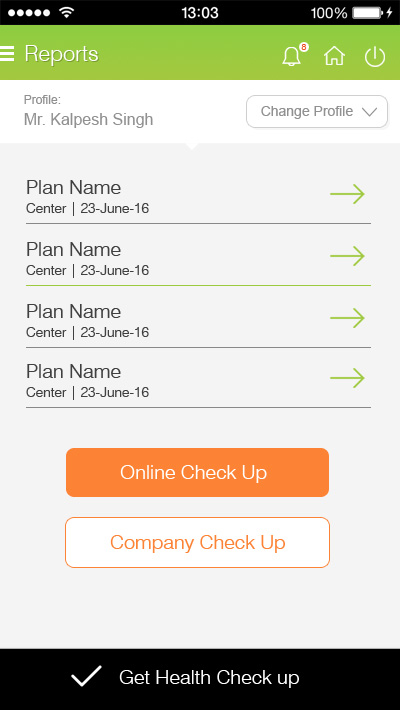 13:03
100%
Reports
8
Profile:
Mr. Kalpesh Singh
Change Profile
Plan Name
Center | 23-June-16
Plan Name
Center | 23-June-16
Plan Name
Center | 23-June-16
Plan Name
Center | 23-June-16
Online Check Up
Company Check Up
Get Health Check up